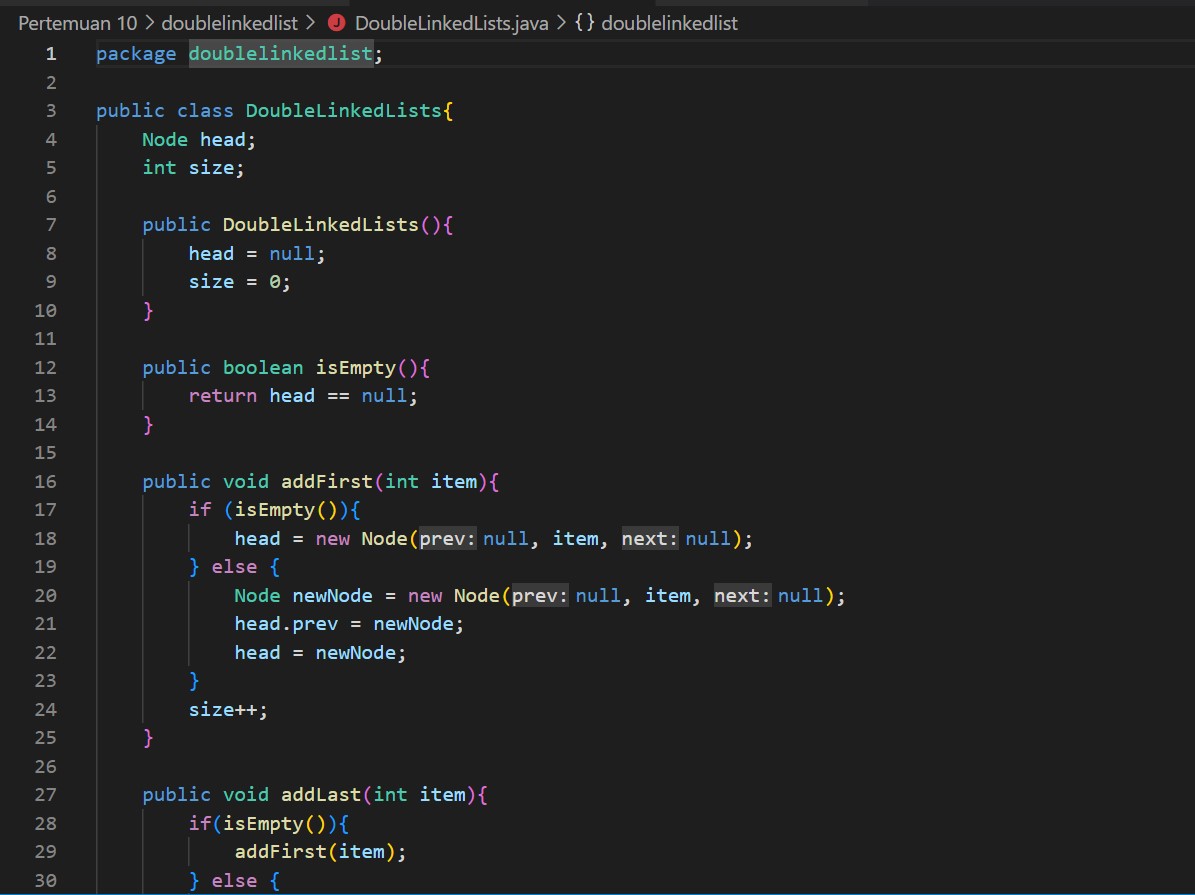 Pertemuan 10 > doublelinkedlist > J DoubleLinkedLists.java > {} doublelinkedlist
1 package doublelinkedlist;
2
3 public class DoubleLinkedLists{
4 Node head;
5 int size;
6
7 public DoubleLinkedLists(){
8 head = null;
9 size = 0;
10 }
11
12 public boolean isEmpty(){
13 return head == null;
14 }
15
16 public void addFirst(int item){
17 if (isEmpty()){
18 head = new Node(prev: null, item, next: null);
19 } else {
20 Node newNode = new Node(prev: null, item, next: null);
21 head.prev = newNode;
22 head = newNode;
23 }
24 size++;
25 }
26
27 public void addLast(int item){
28 if(isEmpty()){
29 addFirst(item);
30 } else {